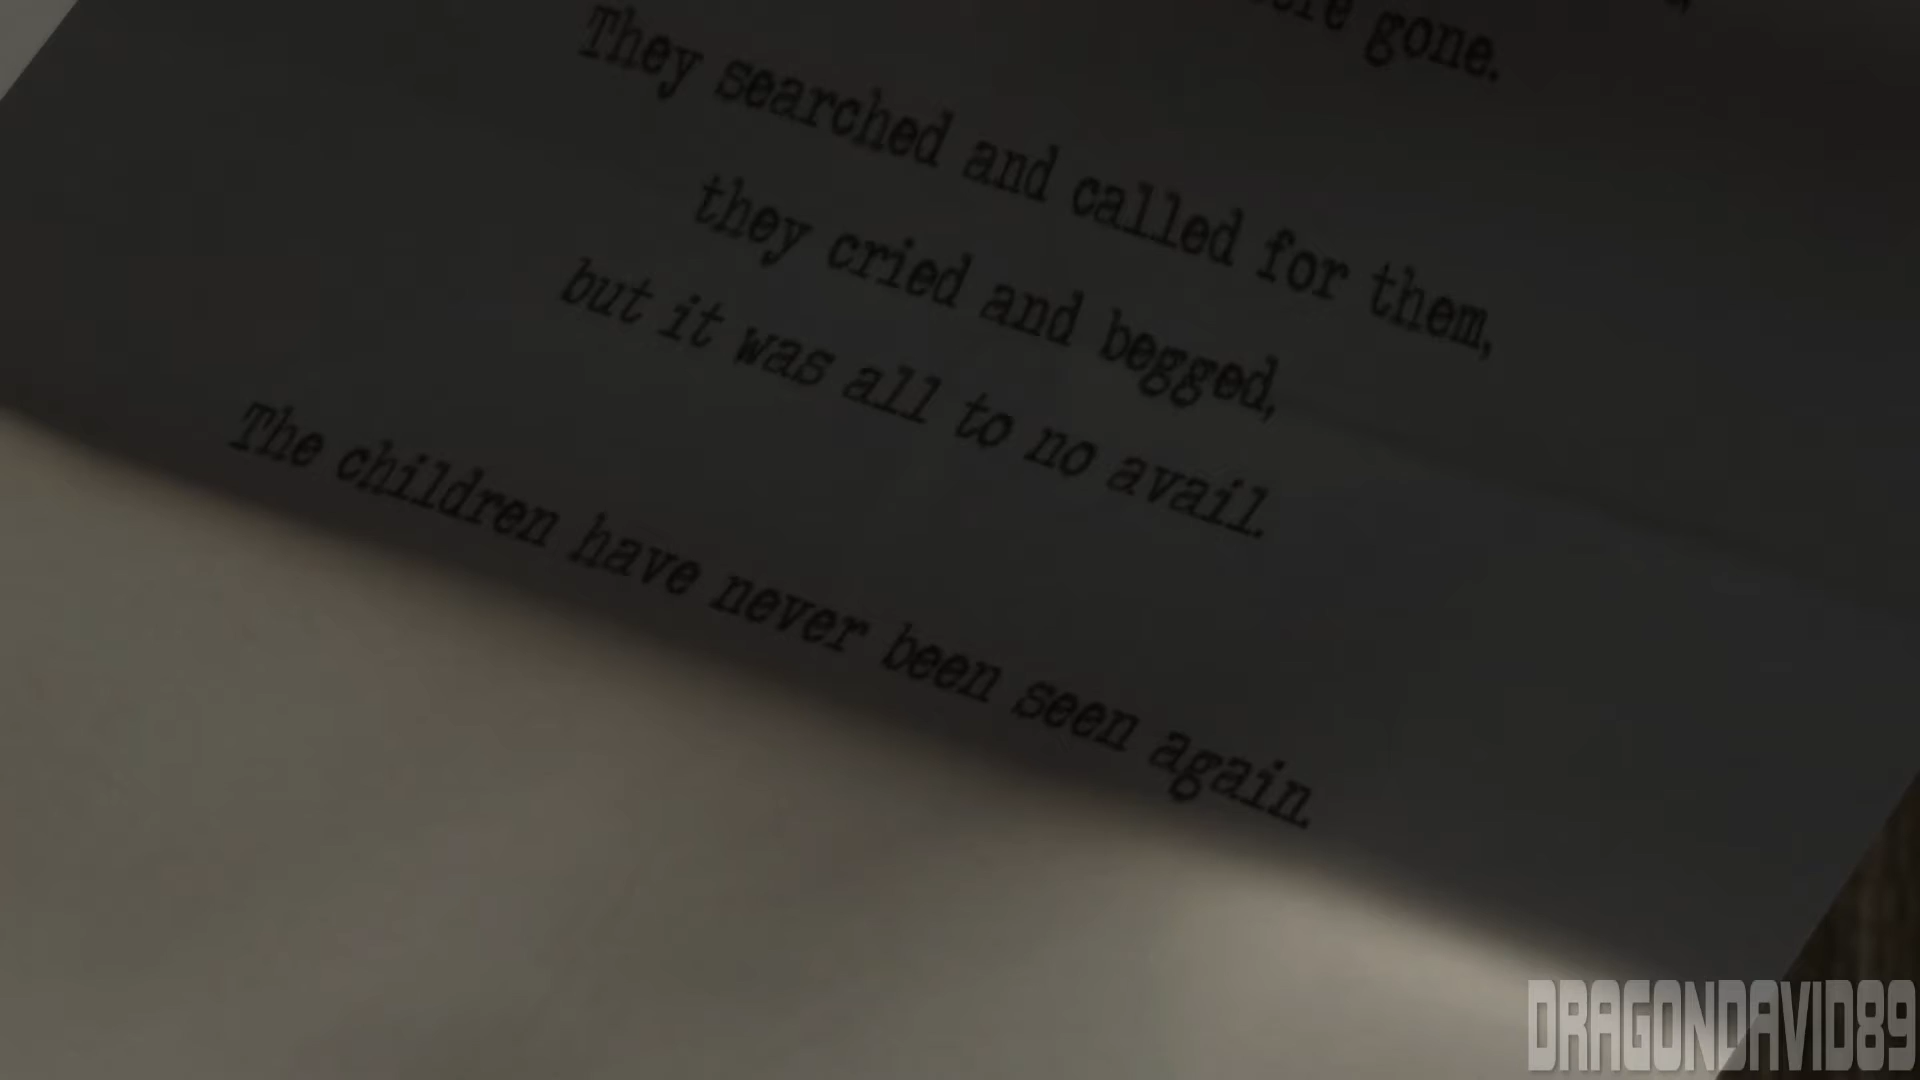 gone.
They searched and called for them,
they cried and begged,
but it was all to no avail.
The children have never been seen again.
DRAGONDAVID89